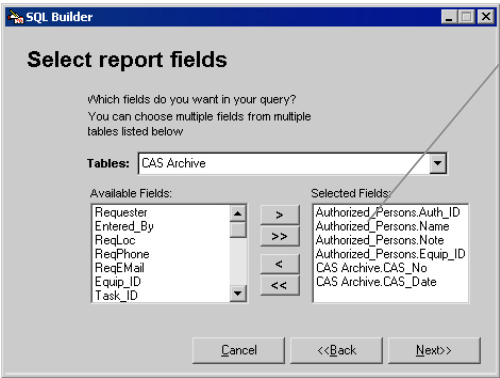 SQL Builder
Select report fields
Which fields do you want in your query?
You can choose multiple fields from multiple
tables listed below
Tables: CAS Archive
Available Fields:
Requester
Entered_By
ReqLoc
ReqPhone
ReqEMail
Equip_ID
Task_ID
>
>>
<
<<
Selected Fields:
Authorized_Persons.Auth_ID
Authorized_Persons.Name
Authorized_Persons.Note
Authorized_Persons.Equip_ID
CAS Archive.CAS_No
CAS Archive.CAS_Date
Cancel
<<Back
Next>>